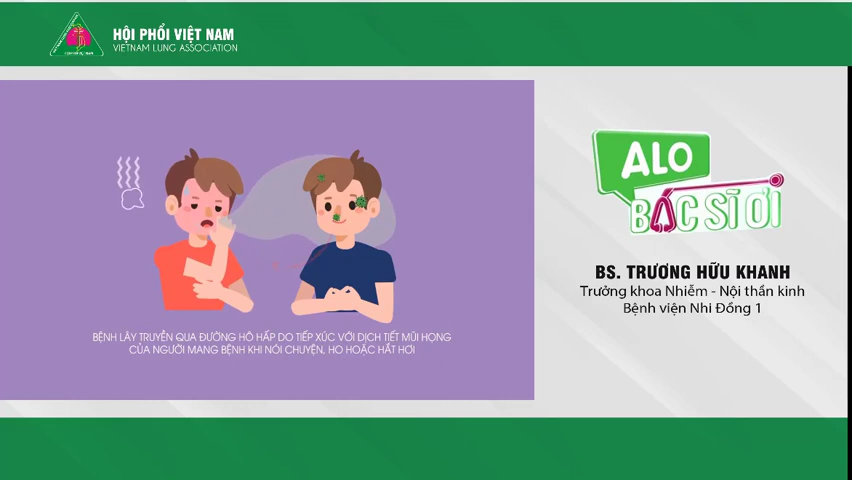 HỘI PHỔI VIỆT NAM
VIETNAM LUNG ASSOCIATION
BỆNH LÂY TRUYỀN QUA ĐƯỜNG HÔ HẤP DO TIẾP XÚC VỚI DỊCH TIẾT MŨI HỌNG
CỦA NGƯỜI MANG BỆNH KHI NÓI CHUYỆN, HO HOẶC HẮT HƠI
ALO
BÁC SĨ ƠI
BS. TRƯƠNG HỮU KHANH
Trưởng khoa Nhiễm - Nội thần kinh
Bệnh viện Nhi Đồng 1